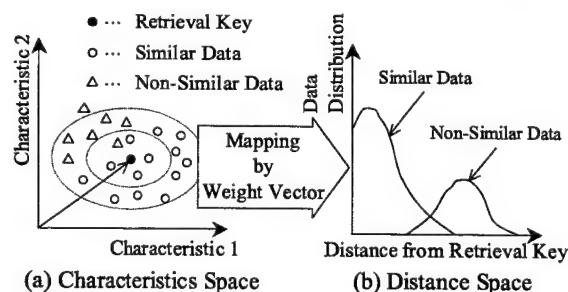 ● ··· Retrieval Key
○ ··· Similar Data
△ ··· Non-Similar Data
Characteristic 2
Characteristic 1
(a) Characteristics Space
Mapping
by
Weight Vector
Data
Distribution
Similar Data
Non-Similar Data
Distance from Retrieval Key
(b) Distance Space